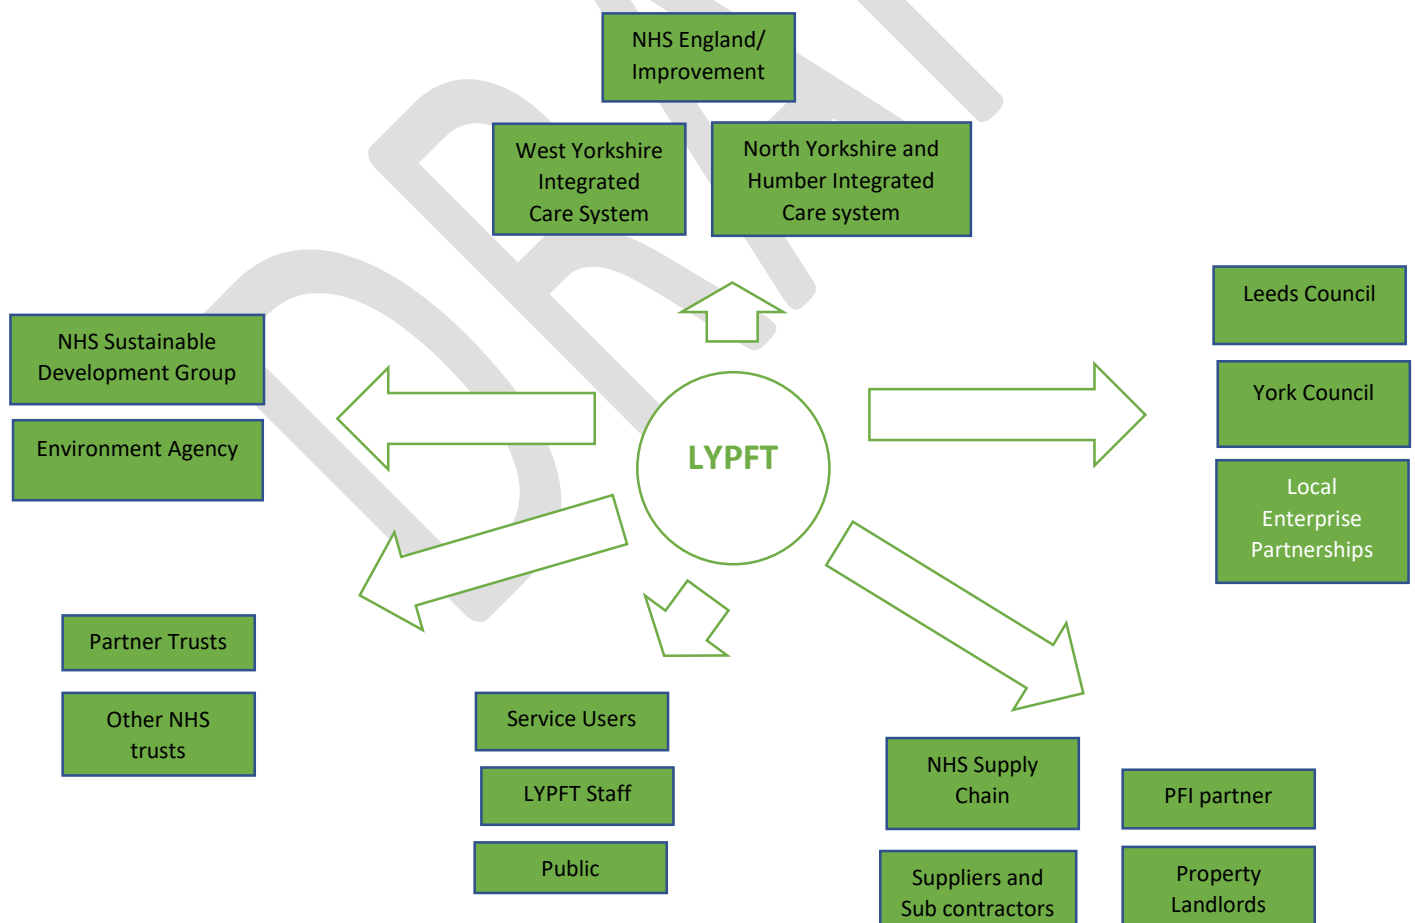 NHS England/
Improvement
West Yorkshire
Integrated
Care System
North Yorkshire and
Humber Integrated
Care system
Leeds Council
York Council
Local
Enterprise
Partnerships
NHS Sustainable
Development Group
Environment Agency
LYPFT
Partner Trusts
Other NHS
trusts
Service Users
LYPFT Staff
Public
NHS Supply
Chain
PFI partner
Suppliers and
Sub contractors
Property
Landlords